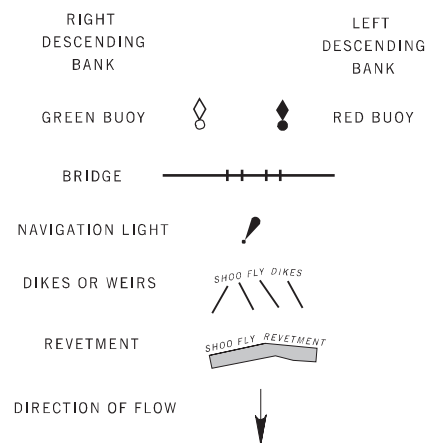 RIGHT
DESCENDING
BANK
LEFT
DESCENDING
BANK
GREEN BUOY
RED BUOY
BRIDGE
NAVIGATION LIGHT
DIKES OR WEIRS
SHOO FLY DIKES
REVETMENT
SHOO FLY REVETMENT
DIRECTION OF FLOW